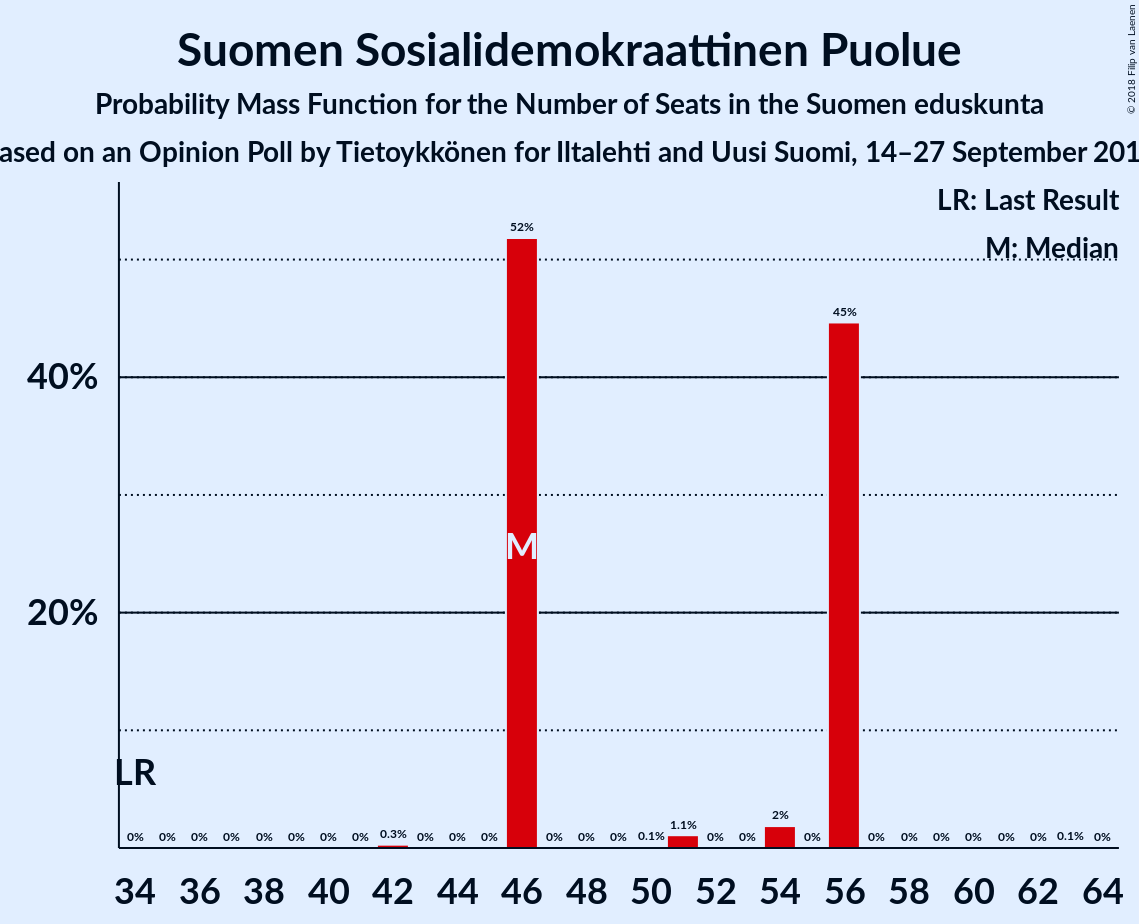 Suomen Sosialidemokraattinen Puolue
Probability Mass Function for the Number of Seats in the Suomen eduskunta
ased on an Opinion Poll by Tietoykkönen for Iltalehti and Uusi Suomi, 14–27 September 201
© 2018 Filip van Laenen
LR: Last Result
M: Median
52%
45%
40%
M
20%
LR
0% 0% 0% 0% 0% 0% 0% 0% 0.3% 0% 0% 0% 0% 0% 0% 0.1% 1.1% 0% 0% 2% 0% 0% 0% 0% 0% 0% 0% 0.1% 0%
34 36 38 40 42 44 46 48 50 52 54 56 58 60 62 64